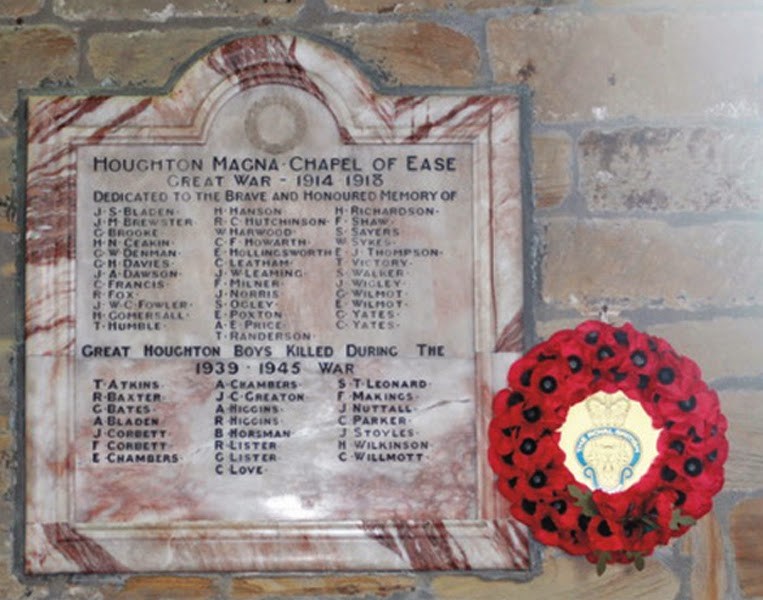 HOUGHTON MAGNA · CHAPEL OF EASE
GREAT WAR - 1914 1918
DEDICATED TO THE BRAVE AND HONOURED MEMORY OF
J · S · BLADEN · H · HANSON · H · RICHARDSON ·
J · M · BREWSTER · R · C · HUTCHINSON · F · SHAW ·
G · BROOKE · W · HARWOOD · S · SAYERS
H · N · CEAKIN · C · F · HOWARTH · W · SYKES ·
G · W · DENMAN · E · HOLLINGSWORTH E · J · THOMPSON ·
G · H · DAVIES · C · LEATHAM · T · VICTORY ·
J · A · DAWSON · J · W · LEAMING · S · WALKER ·
C · FRANCIS · F · MILNER · J · WIGLEY ·
R · FOX · J · NORRIS · G · WILMOT ·
J · W · C · FOWLER · S · OGLEY · E · WILMOT ·
H · GOMERSALL · E · POXTON · G · YATES ·
T · HUMBLE · A · E · PRICE · C · YATES ·
T · RANDERSON ·
GREAT HOUGHTON BOYS KILLED DURING THE
1939 · 1945 WAR
T · ATKINS · A · CHAMBERS · S · T · LEONARD ·
R · BAXTER · J · C · GREATON · F · MAKINGS ·
G · BATES · A · HIGGINS · J · NUTTALL ·
A · BLADEN · R · HIGGINS · C · PARKER ·
J · CORBETT · B · HORSMAN · J · STOYLES ·
F · CORBETT · R · LISTER · H · WILKINSON ·
E · CHAMBERS · G · LISTER · C · WILLMOTT ·
C · LOVE ·
THE ROYAL BRITISH